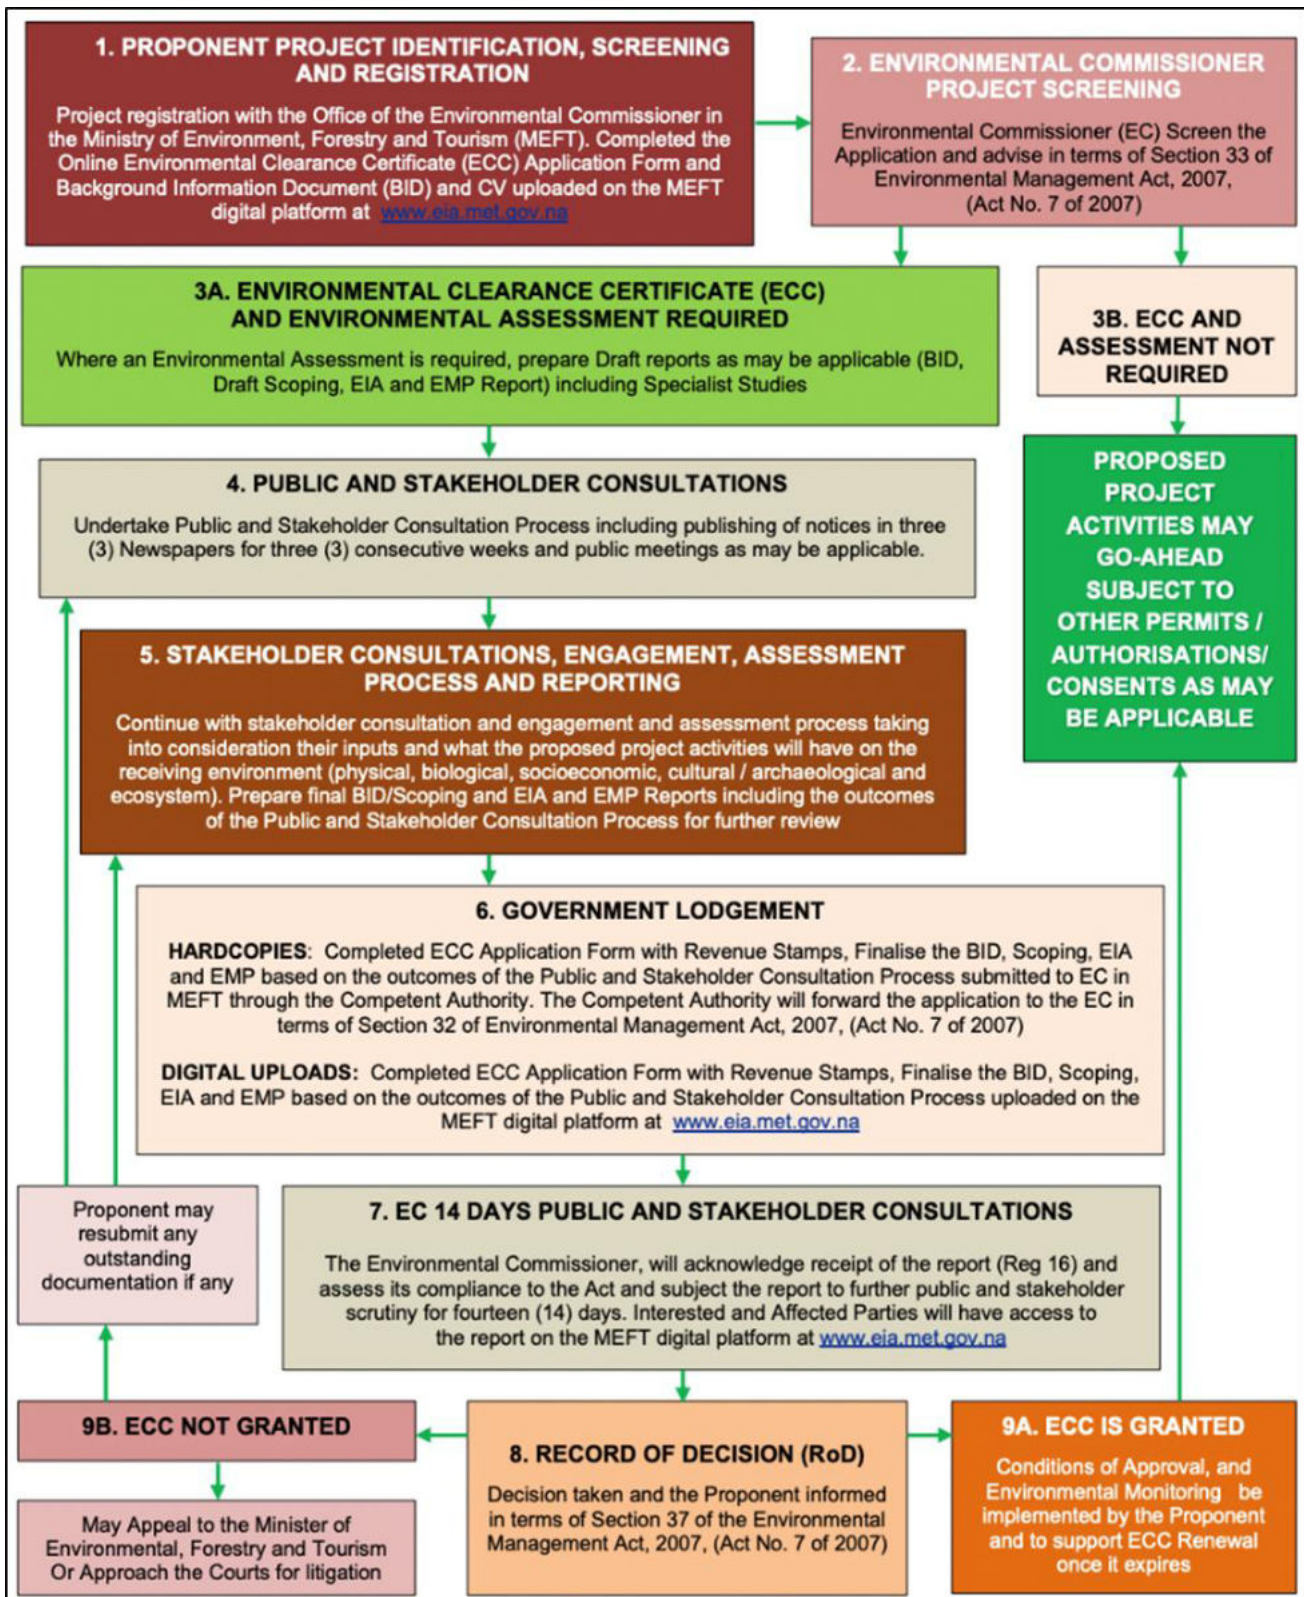 1. PROPONENT PROJECT IDENTIFICATION, SCREENING
AND REGISTRATION
Project registration with the Office of the Environmental Commissioner in
the Ministry of Environment, Forestry and Tourism (MEFT). Completed the
Online Environmental Clearance Certificate (ECC) Application Form and
Background Information Document (BID) and CV uploaded on the MEFT
digital platform at www.eia.met.gov.na
2. ENVIRONMENTAL COMMISSIONER
PROJECT SCREENING
Environmental Commissioner (EC) Screen the
Application and advise in terms of Section 33 of
Environmental Management Act, 2007,
(Act No. 7 of 2007)
3A. ENVIRONMENTAL CLEARANCE CERTIFICATE (ECC)
AND ENVIRONMENTAL ASSESSMENT REQUIRED
Where an Environmental Assessment is required, prepare Draft reports as may be applicable (BID,
Draft Scoping, EIA and EMP Report) including Specialist Studies
3B. ECC AND
ASSESSMENT NOT
REQUIRED
PROPOSED
PROJECT
ACTIVITIES MAY
GO-AHEAD
SUBJECT TO
OTHER PERMITS /
AUTHORISATIONS/
CONSENTS AS MAY
BE APPLICABLE
4. PUBLIC AND STAKEHOLDER CONSULTATIONS
Undertake Public and Stakeholder Consultation Process including publishing of notices in three
(3) Newspapers for three (3) consecutive weeks and public meetings as may be applicable.
5. STAKEHOLDER CONSULTATIONS, ENGAGEMENT, ASSESSMENT
PROCESS AND REPORTING
Continue with stakeholder consultation and engagement and assessment process taking
into consideration their inputs and what the proposed project activities will have on the
receiving environment (physical, biological, socioeconomic, cultural / archaeological and
ecosystem). Prepare final BID/Scoping and EIA and EMP Reports including the outcomes
of the Public and Stakeholder Consultation Process for further review
6. GOVERNMENT LODGEMENT
HARDCOPIES: Completed ECC Application Form with Revenue Stamps, Finalise the BID, Scoping, EIA
and EMP based on the outcomes of the Public and Stakeholder Consultation Process submitted to EC in
MEFT through the Competent Authority. The Competent Authority will forward the application to the EC in
terms of Section 32 of Environmental Management Act, 2007, (Act No. 7 of 2007)
DIGITAL UPLOADS: Completed ECC Application Form with Revenue Stamps, Finalise the BID, Scoping,
EIA and EMP based on the outcomes of the Public and Stakeholder Consultation Process uploaded on the
MEFT digital platform at www.eia.met.gov.na
Proponent may
resubmit any
outstanding
documentation if any
7. EC 14 DAYS PUBLIC AND STAKEHOLDER CONSULTATIONS
The Environmental Commissioner, will acknowledge receipt of the report (Reg 16) and
assess its compliance to the Act and subject the report to further public and stakeholder
scrutiny for fourteen (14) days. Interested and Affected Parties will have access to
the report on the MEFT digital platform at www.eia.met.gov.na
9B. ECC NOT GRANTED
May Appeal to the Minister of
Environmental, Forestry and Tourism
Or Approach the Courts for litigation
8. RECORD OF DECISION (RoD)
Decision taken and the Proponent informed
in terms of Section 37 of the Environmental
Management Act, 2007, (Act No. 7 of 2007)
9A. ECC IS GRANTED
Conditions of Approval, and
Environmental Monitoring be
implemented by the Proponent
and to support ECC Renewal
once it expires